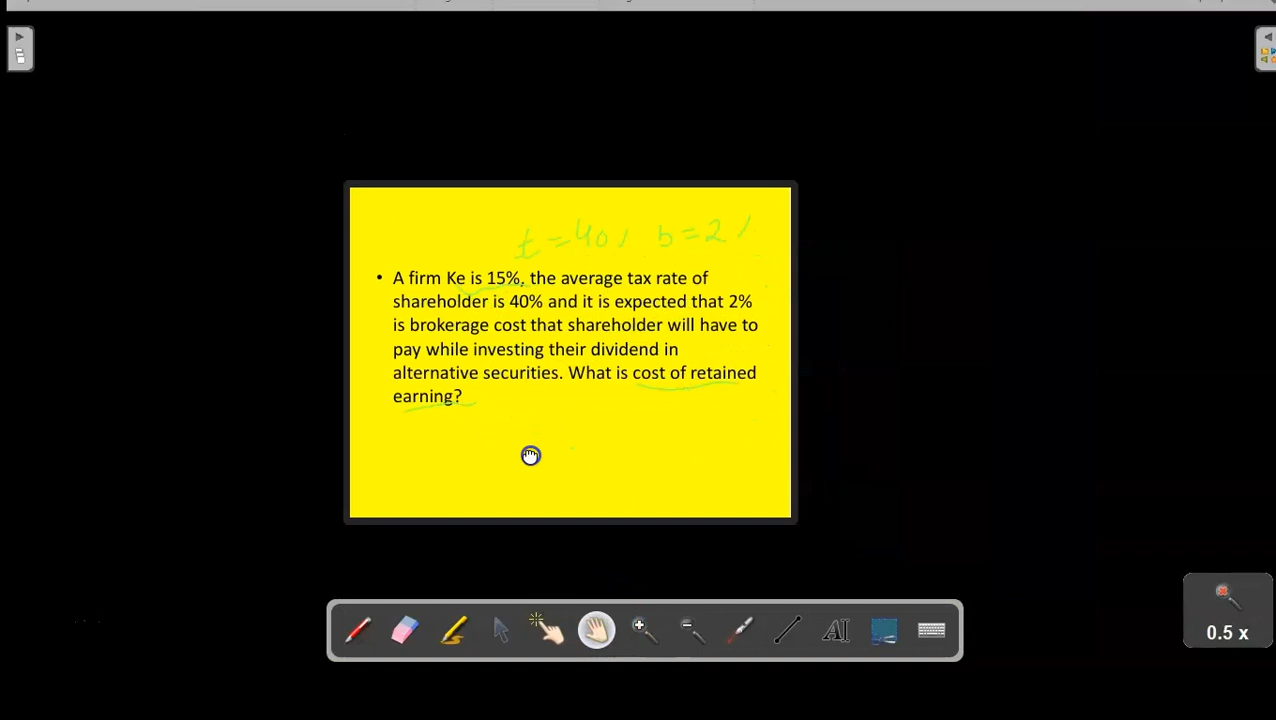 t = 40% b = 2%
• A firm Ke is 15%, the average tax rate of
shareholder is 40% and it is expected that 2%
is brokerage cost that shareholder will have to
pay while investing their dividend in
alternative securities. What is cost of retained
earning?
AI
0.5 x